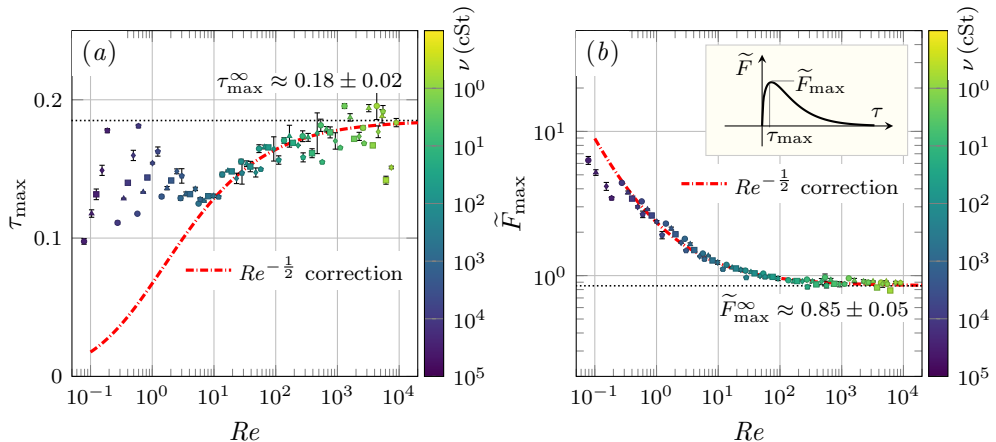 (a)
τ_max^∞ ≈ 0.18 ± 0.02
τ_max
0.2
0.1
0
Re^{-1/2} correction
10^{-1} 10^0 10^1 10^2 10^3 10^4
Re
ν (cSt)
10^0
10^1
10^2
10^3
10^4
10^5
(b)
F̃
F̃_max
τ
τ_max
F̃_max
10^1
10^0
Re^{-1/2} correction
F̃_max^∞ ≈ 0.85 ± 0.05
10^{-1} 10^0 10^1 10^2 10^3 10^4
Re
ν (cSt)
10^0
10^1
10^2
10^3
10^4
10^5